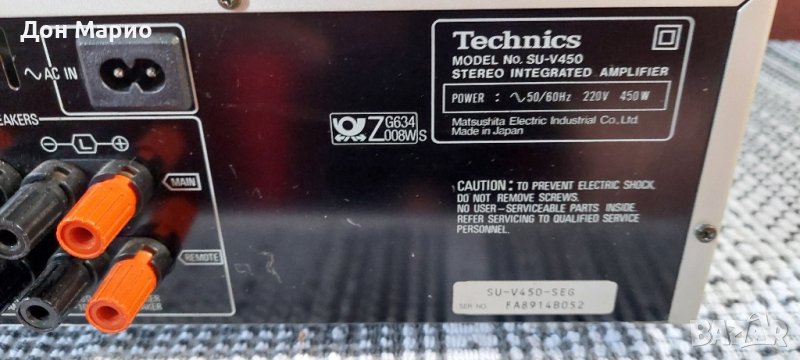 Дон Марио
Technics
MODEL No. SU-V450
STEREO INTEGRATED AMPLIFIER
POWER : ∿50/60Hz 220V 450W
Matsushita Electric Industrial Co., Ltd.
Made in Japan
∿AC IN
EAKERS
⊖ L ⊕
MAIN
REMOTE
Z G634
008W S
CAUTION: TO PREVENT ELECTRIC SHOCK,
DO NOT REMOVE SCREWS.
NO USER-SERVICEABLE PARTS INSIDE.
REFER SERVICING TO QUALIFIED SERVICE
PERSONNEL.
SU-V450-SEG
SER. NO. FA8914B052
BAZAR